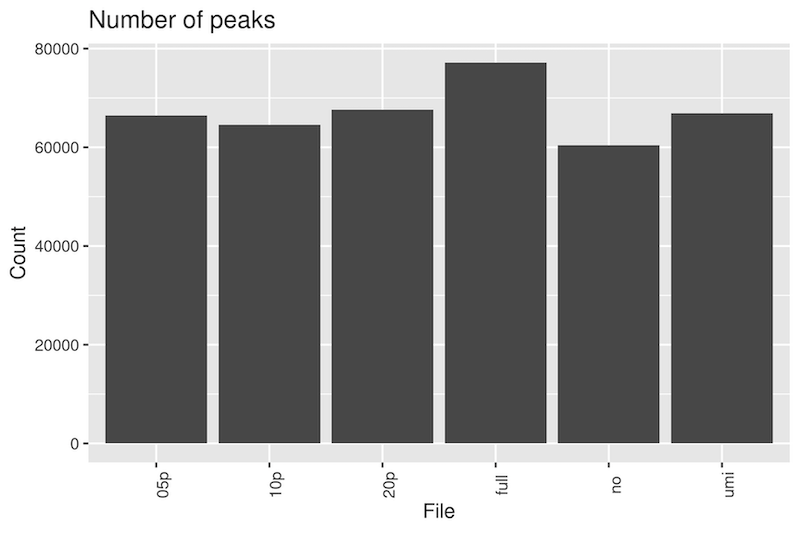 Number of peaks
80000
60000
40000
20000
0
Count
05p
10p
20p
full
no
umi
File